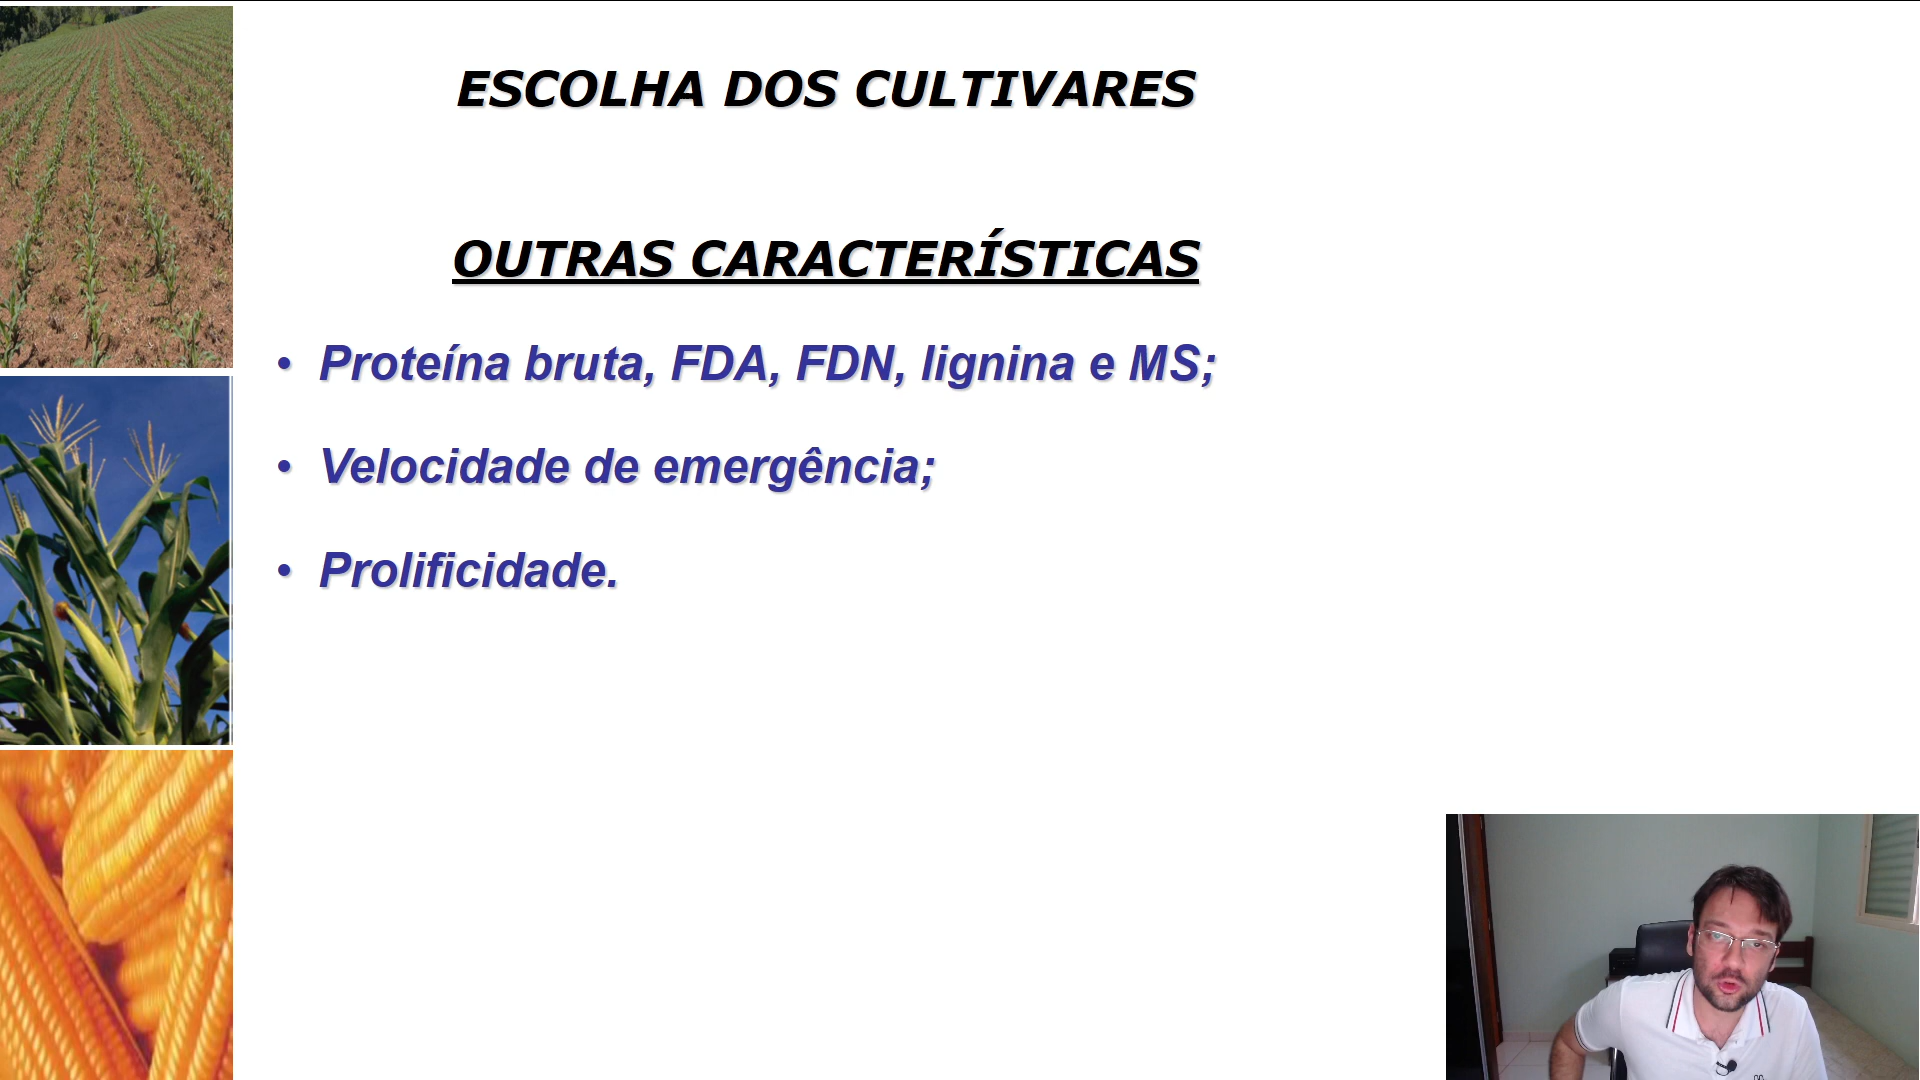 ESCOLHA DOS CULTIVARES
OUTRAS CARACTERÍSTICAS
• Proteína bruta, FDA, FDN, lignina e MS;
• Velocidade de emergência;
• Prolificidade.